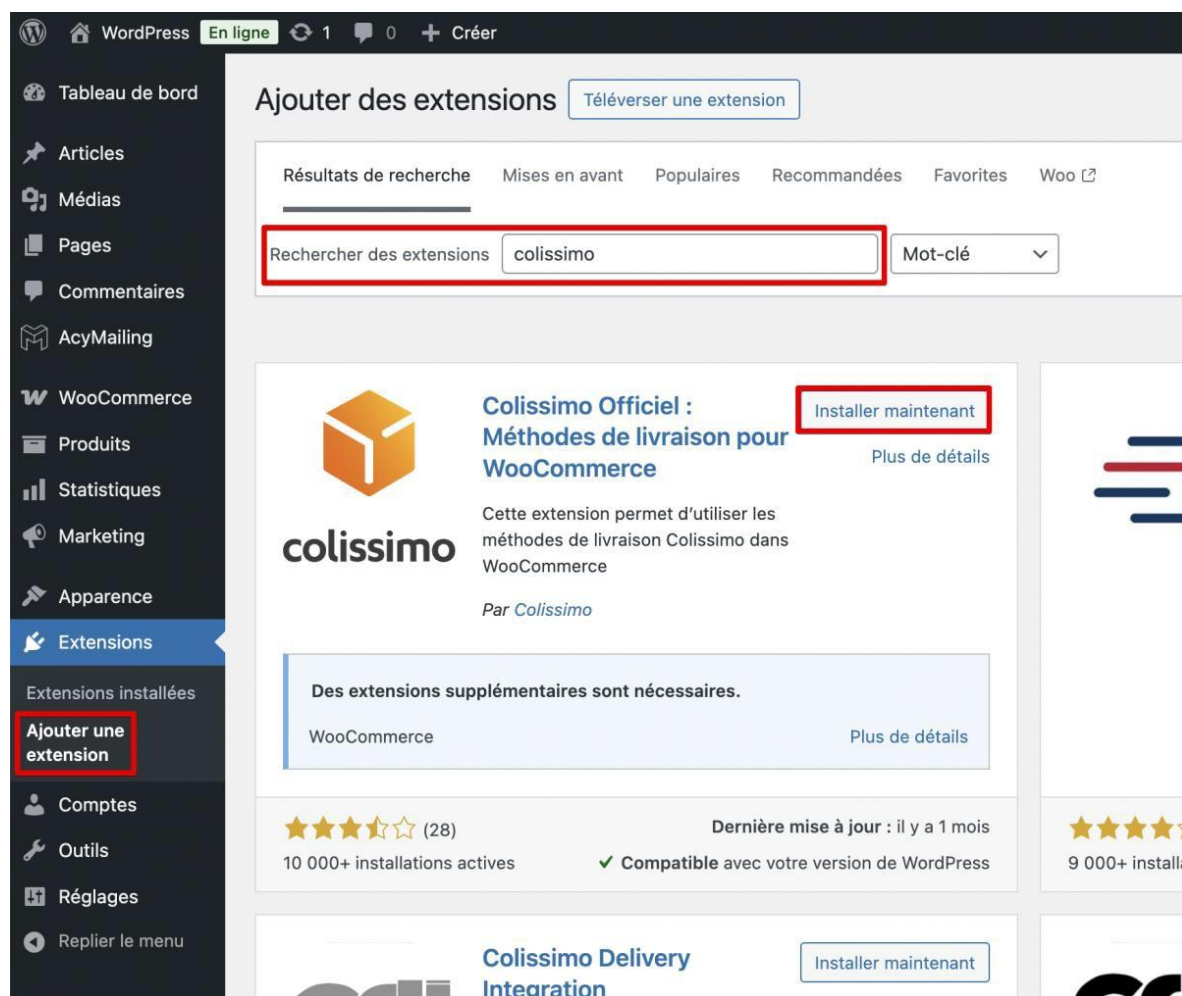 WordPress En ligne 1 0 + Créer
Tableau de bord
Articles
Médias
Pages
Commentaires
AcyMailing
WooCommerce
Produits
Statistiques
Marketing
Apparence
Extensions
Extensions installées
Ajouter une
extension
Comptes
Outils
Réglages
Replier le menu
Ajouter des extensions Téléverser une extension
Résultats de recherche Mises en avant Populaires Recommandées Favorites Woo
Rechercher des extensions colissimo Mot-clé
colissimo
Colissimo Officiel :
Méthodes de livraison pour
WooCommerce
Installer maintenant
Plus de détails
Cette extension permet d'utiliser les
méthodes de livraison Colissimo dans
WooCommerce
Par Colissimo
Des extensions supplémentaires sont nécessaires.
WooCommerce Plus de détails
(28) Dernière mise à jour : il y a 1 mois
10 000+ installations actives ✓ Compatible avec votre version de WordPress
9 000+
Colissimo Delivery
Integration
Installer maintenant